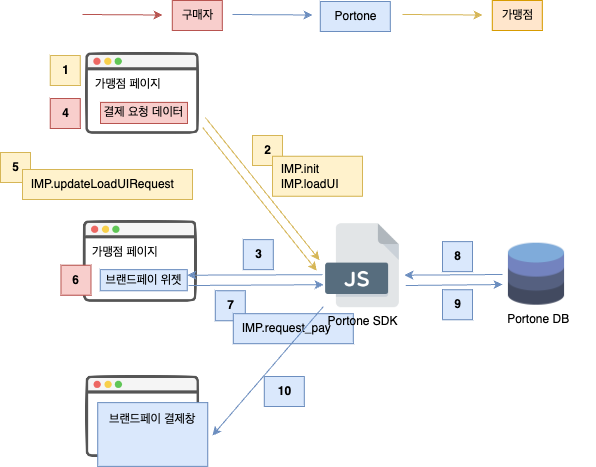 구매자
Portone
가맹점
1
가맹점 페이지
4
결제 요청 데이터
2
IMP.init
IMP.loadUI
5
IMP.updateLoadUIRequest
가맹점 페이지
6
브랜드페이 위젯
3
7
IMP.request_pay
JS
Portone SDK
8
9
Portone DB
10
브랜드페이 결제창